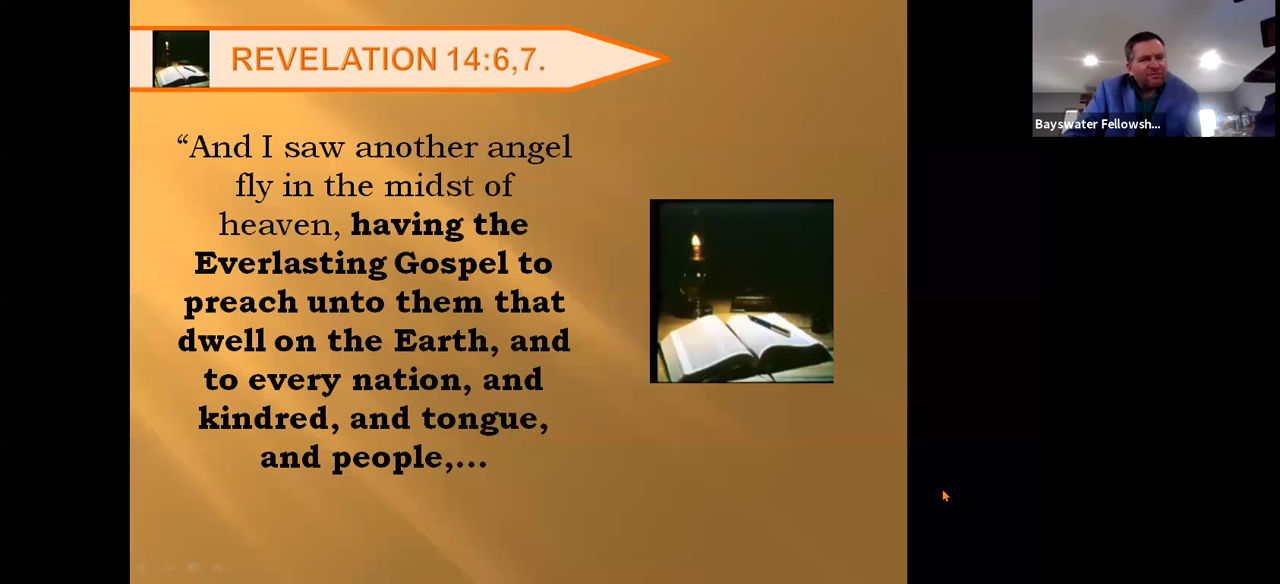 REVELATION 14:6,7.
“And I saw another angel
fly in the midst of
heaven, having the
Everlasting Gospel to
preach unto them that
dwell on the Earth, and
to every nation, and
kindred, and tongue,
and people,...
Bayswater Fellowsh...